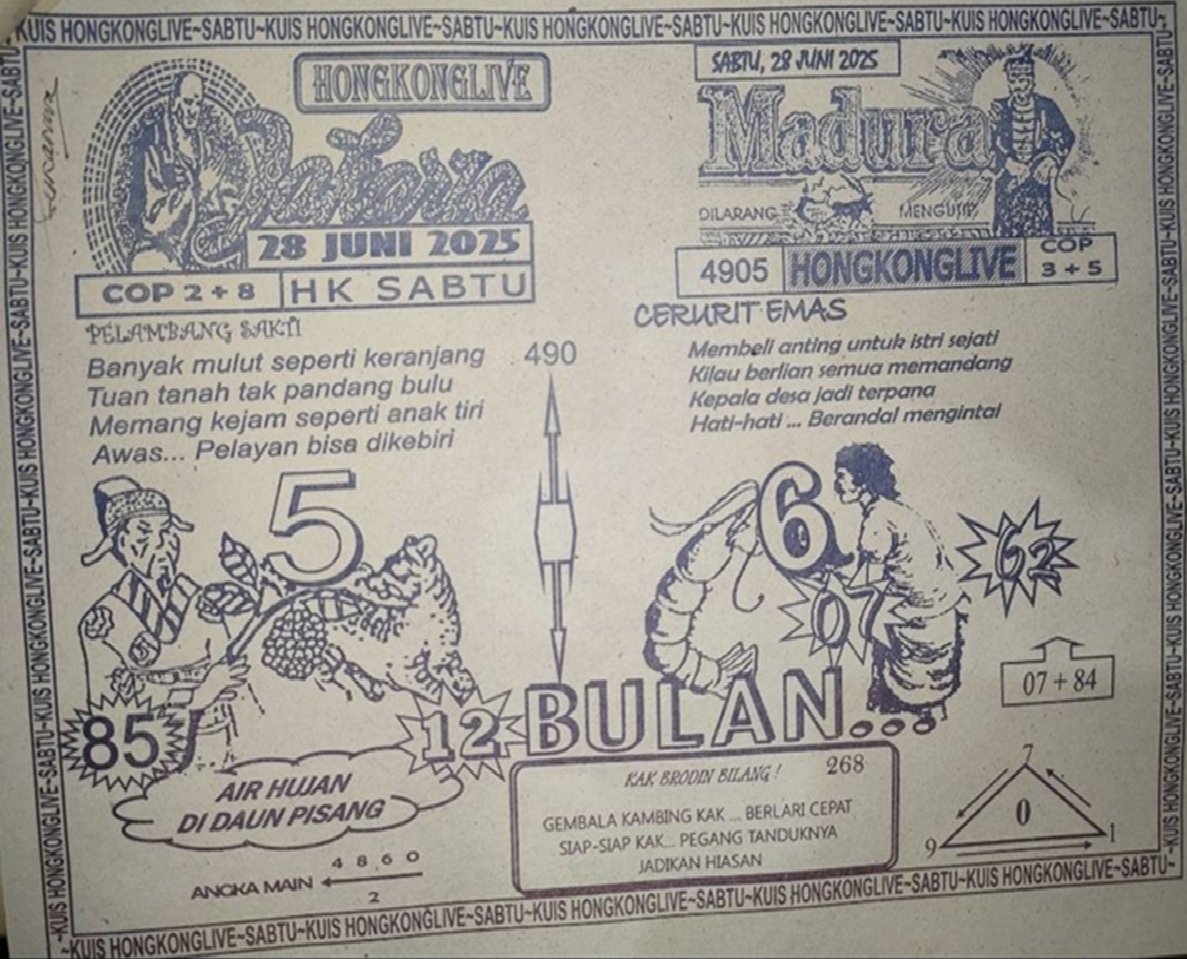 KUIS HONGKONGLIVE~SABTU~KUIS HONGKONGLIVE~SABTU~KUIS HONGKONGLIVE~SABTU~KUIS HONGKONGLIVE~SABTU~KUIS HONGKONGLIVE~SABTU~
HONGKONGLIVE
28 JUNI 2025
COP 2 + 8
HK SABTU
PELAMBANG SAKTI
Banyak mulut seperti keranjang
Tuan tanah tak pandang bulu
Memang kejam seperti anak tiri
Awas... Pelayan bisa dikebiri
490
5
85
12
AIR HUJAN
DI DAUN PISANG
4 8 6 0
ANGKA MAIN
2
SABTU, 28 JUNI 2025
Madura
DILARANG
MENGUTIP
4905
HONGKONGLIVE
COP
3 + 5
CERURIT EMAS
Membeli anting untuk istri sejati
Kilau berlian semua memandang
Kepala desa jadi terpana
Hati-hati ... Berandal mengintai
6
07
62
07 + 84
BULAN...
KAK BRODIN BILANG !
268
GEMBALA KAMBING KAK ... BERLARI CEPAT
SIAP-SIAP KAK... PEGANG TANDUKNYA
JADIKAN HIASAN
7
0
9
1
~KUIS HONGKONGLIVE~SABTU~KUIS HONGKONGLIVE~SABTU~KUIS HONGKONGLIVE~SABTU~KUIS HONGKONGLIVE~SABTU~KUIS HONGKONGLIVE~SABTU~